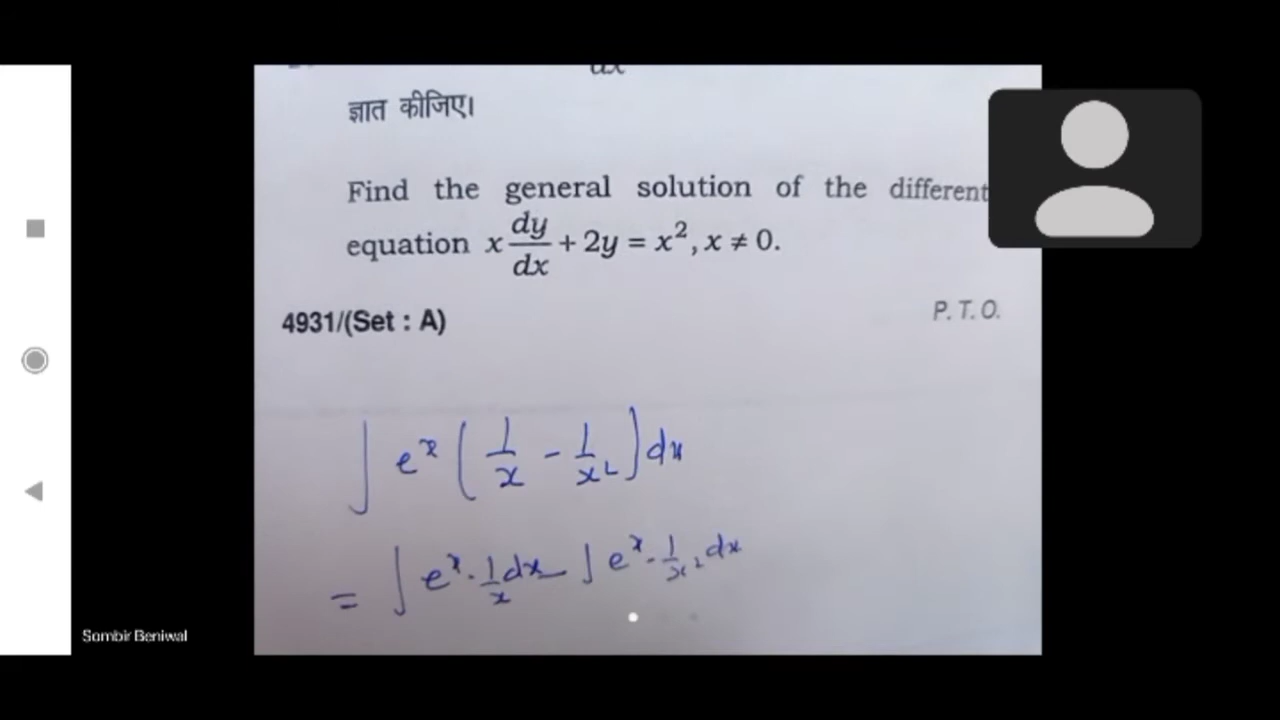 ज्ञात कीजिए।
Find the general solution of the different
equation x dy/dx + 2y = x², x ≠ 0.
4931/(Set : A)
P. T. O.
∫ eˣ (1/x - 1/x²) dx
= ∫ eˣ · 1/x dx - ∫ eˣ · 1/x² dx
Sombir Beniwal